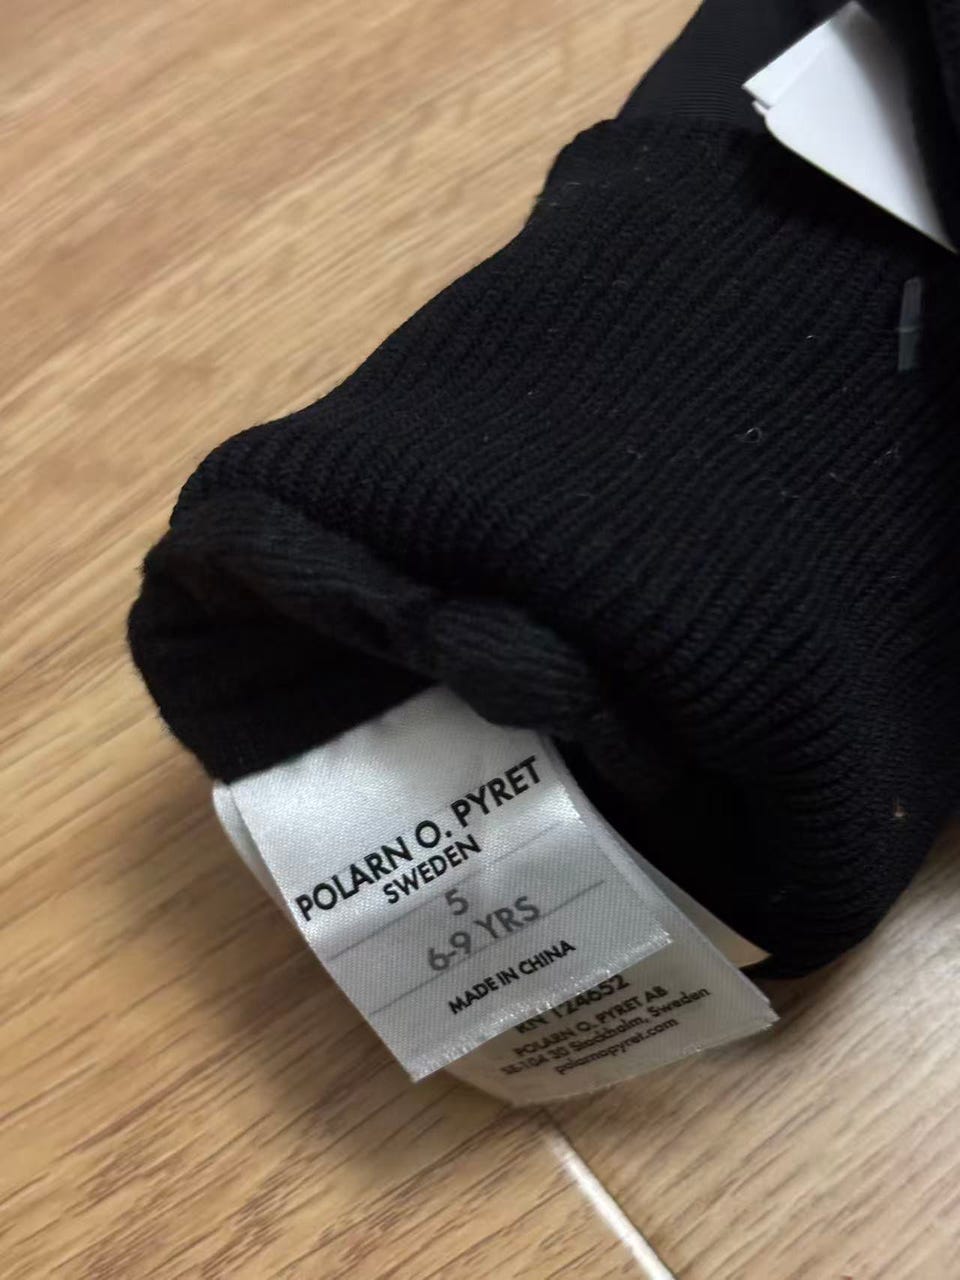 POLARN O. PYRET
SWEDEN
5
6-9 YRS
MADE IN CHINA
RN 124652
POLARN O. PYRET AB
SE-104 30 Stockholm, Sweden
polarnopyret.com